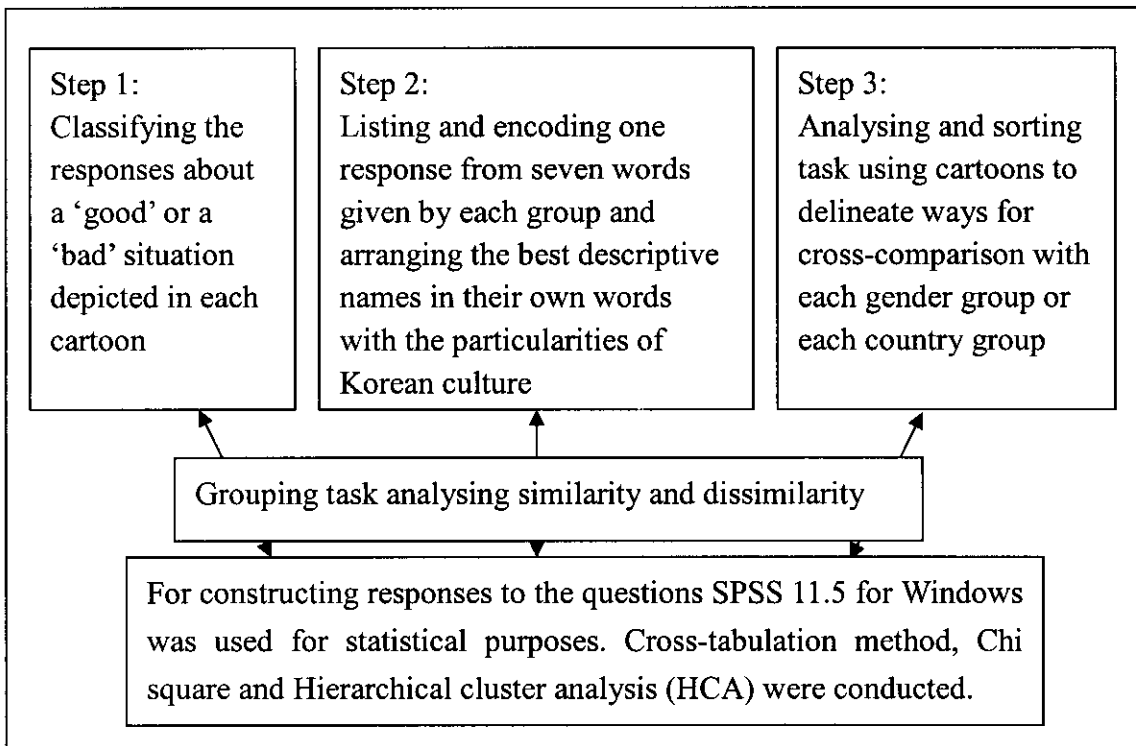 Step 1:
Classifying the
responses about
a ‘good’ or a
‘bad’ situation
depicted in each
cartoon
Step 2:
Listing and encoding one
response from seven words
given by each group and
arranging the best descriptive
names in their own words
with the particularities of
Korean culture
Step 3:
Analysing and sorting
task using cartoons to
delineate ways for
cross-comparison with
each gender group or
each country group
Grouping task analysing similarity and dissimilarity
For constructing responses to the questions SPSS 11.5 for Windows
was used for statistical purposes. Cross-tabulation method, Chi
square and Hierarchical cluster analysis (HCA) were conducted.